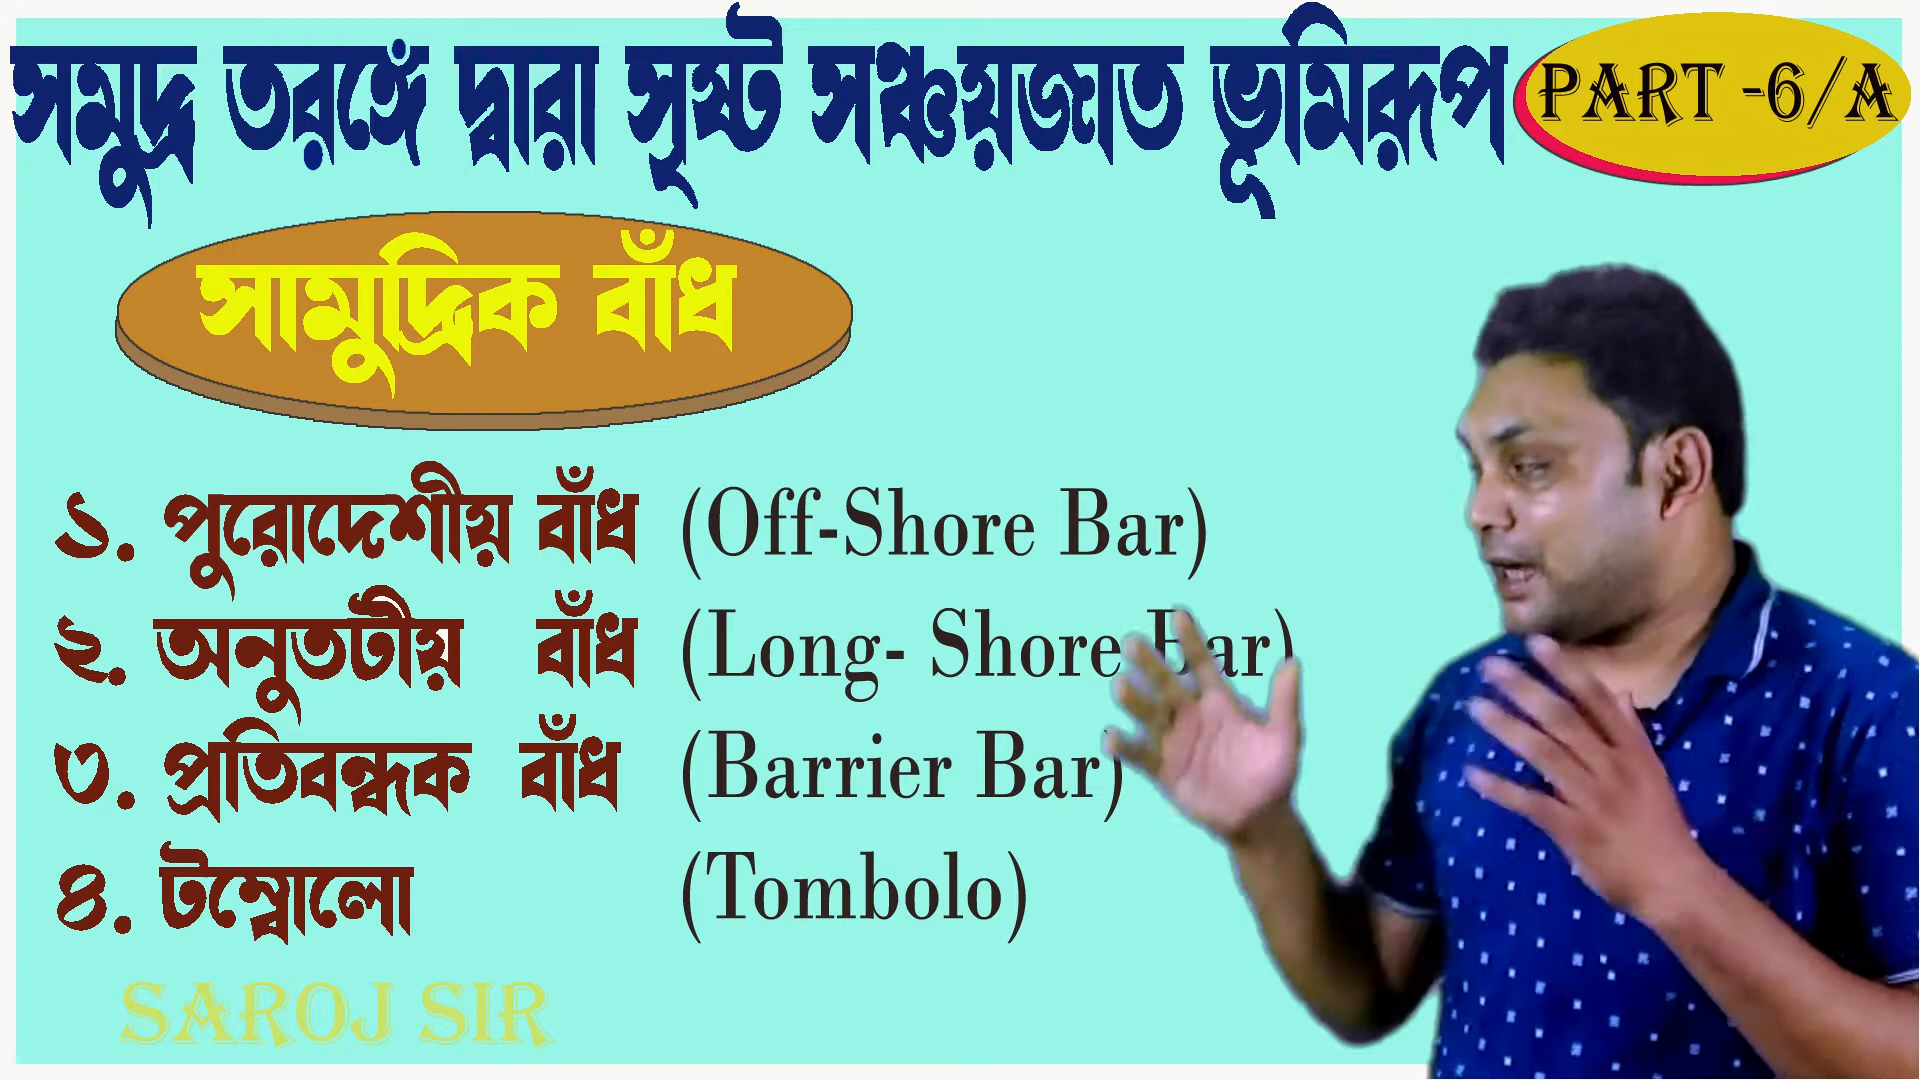 সমুদ্র তরঙ্গেঁ দ্বারা সৃষ্ট সঞ্চয়জাত ভূমিরূপ PART -6/A
সামুদ্রিক বাঁধ
১. পুরোদেশীয় বাঁধ (Off-Shore Bar)
২. অনুতটীয় বাঁধ (Long- Shore Bar)
৩. প্রতিবন্ধক বাঁধ (Barrier Bar)
৪. টম্বোলো (Tombolo)
SAROJ SIR